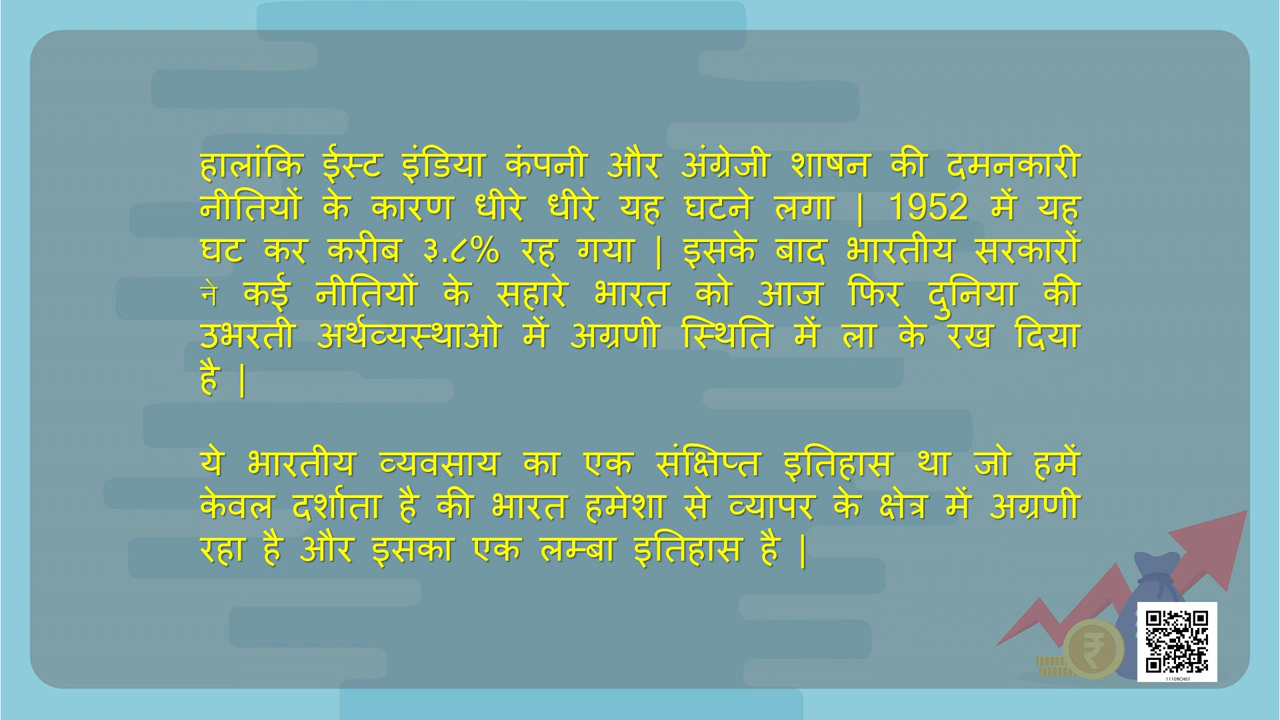 हालांकि ईस्ट इंडिया कंपनी और अंग्रेजी शाषन की दमनकारी
नीतियों के कारण धीरे धीरे यह घटने लगा | 1952 में यह
घट कर करीब ३.८% रह गया | इसके बाद भारतीय सरकारों
ने कई नीतियों के सहारे भारत को आज फिर दुनिया की
उभरती अर्थव्यस्थाओ में अग्रणी स्थिति में ला के रख दिया
है |
ये भारतीय व्यवसाय का एक संक्षिप्त इतिहास था जो हमें
केवल दर्शाता है की भारत हमेशा से व्यापर के क्षेत्र में अग्रणी
रहा है और इसका एक लम्बा इतिहास है |